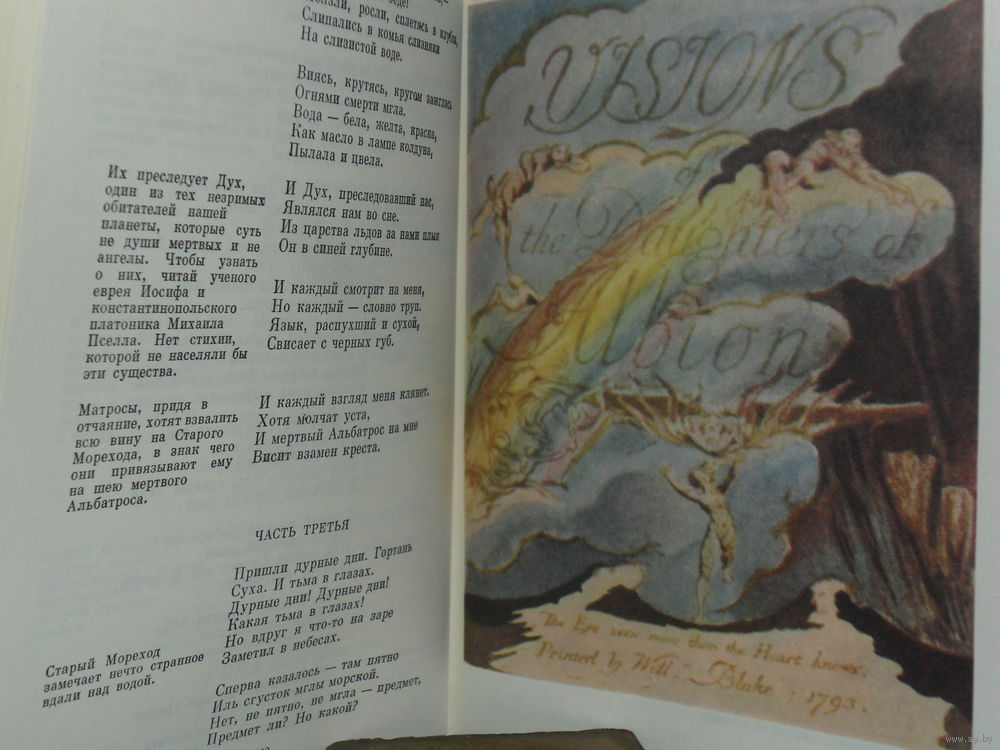 росли, сплетясь в клубы,
Слипались в комья слизняки
На слизистой воде.
Виясь, крутясь, кругом зажглась
Огнями смерти мгла.
Вода — бела, желта, красна,
Как масло в лампе колдуна,
Пылала и цвела.
Их преследует Дух,
один из тех незримых
обитателей нашей
планеты, которые суть
не души мертвых и не
ангелы. Чтобы узнать
о них, читай ученого
еврея Иосифа и
константинопольского
платоника Михаила
Пселла. Нет стихии,
которой не населяли бы
эти существа.
И Дух, преследовавший нас,
Являлся нам во сне.
Из царства льдов за нами плыл
Он в синей глубине.
И каждый смотрит на меня,
Но каждый — словно труп.
Язык, распухший и сухой,
Свисает с черных губ.
Матросы, придя в
отчаяние, хотят взвалить
всю вину на Старого
Морехода, в знак чего
они привязывают ему
на шею мертвого
Альбатроса.
И каждый взгляд меня клянет.
Хотя молчат уста,
И мертвый Альбатрос на мне
Висит взамен креста.
ЧАСТЬ ТРЕТЬЯ
Пришли дурные дни. Гортань
Суха. И тьма в глазах.
Дурные дни! Дурные дни!
Какая тьма в глазах!
Но вдруг я что-то на заре
Заметил в небесах.
Старый Мореход
замечает нечто странное
вдали над водой.
Сперва казалось — там пятно
Иль сгусток мглы морской.
Нет, не пятно, не мгла — предмет,
Предмет ли? Но какой?
VISIONS
of
the Daughters of
Albion
The Eye sees more than the Heart knows.
Printed by Willm Blake : 1793.
www.ay.by